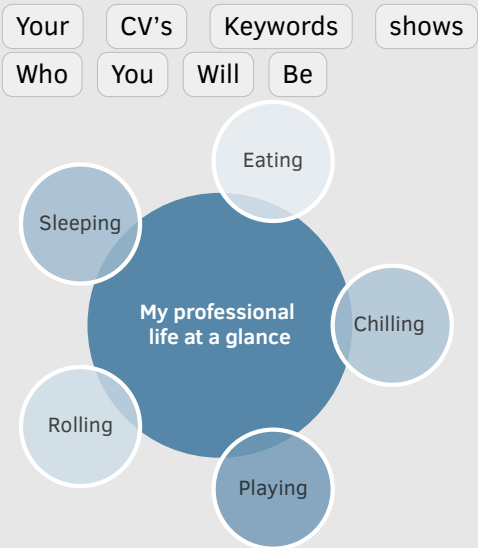 Your CV's Keywords shows
Who You Will Be
Eating
Sleeping
My professional
life at a glance
Chilling
Rolling
Playing